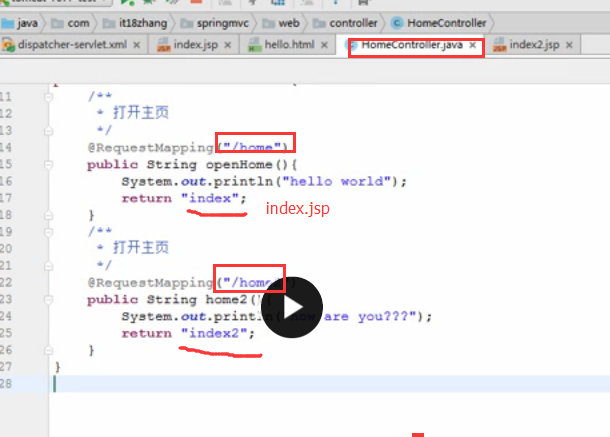 java com it18zhang springmvc web controller HomeController
dispatcher-servlet.xml index.jsp hello.html HomeController.java index2.jsp
11 /**
12 * 打开主页
13 */
14 @RequestMapping("/home")
15 public String openHome(){
16 System.out.println("hello world");
17 return "index";
index.jsp
18 }
19 /**
20 * 打开主页
21 */
22 @RequestMapping("/home
23 public String home2(){
24 System.out.println( are you???");
25 return "index2";
26 }
27 }
28